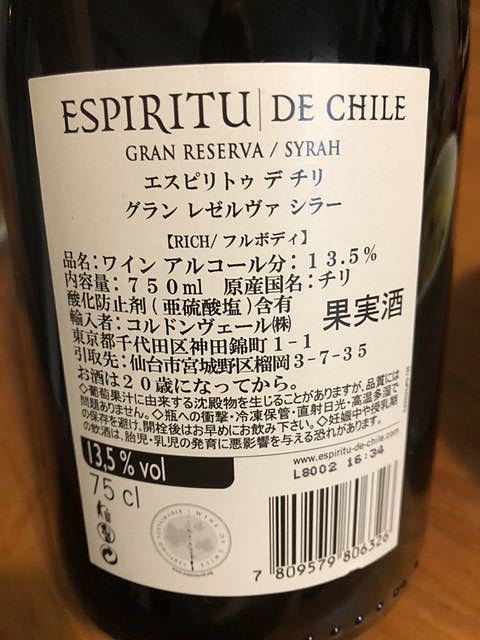 ESPIRITU DE CHILE
GRAN RESERVA / SYRAH
エスピリトゥ デ チリ
グラン レゼルヴァ シラー
【RICH/ フルボディ】
品名：ワイン アルコール分：13.5%
内容量：750ml 原産国名：チリ
酸化防止剤(亜硫酸塩)含有
果実酒
輸入者：コルドンヴェール㈱
東京都千代田区神田錦町1-1
引取先：仙台市宮城野区榴岡3-7-35
お酒は20歳になってから。
◇葡萄果汁に由来する沈殿物を生じることがありますが、品質には
問題ありません。◇瓶への衝撃・冷凍保管・直射日光・高温多湿で
の保存を避け、開栓後はお早めにお飲み下さい。◇妊娠中や授乳期
の飲酒は、胎児・乳児の発育に悪影響を与える恐れがあります。
13,5 % vol
75 cl
www.espiritu-de-chile.com
L8002 16:34
7 809579 806326